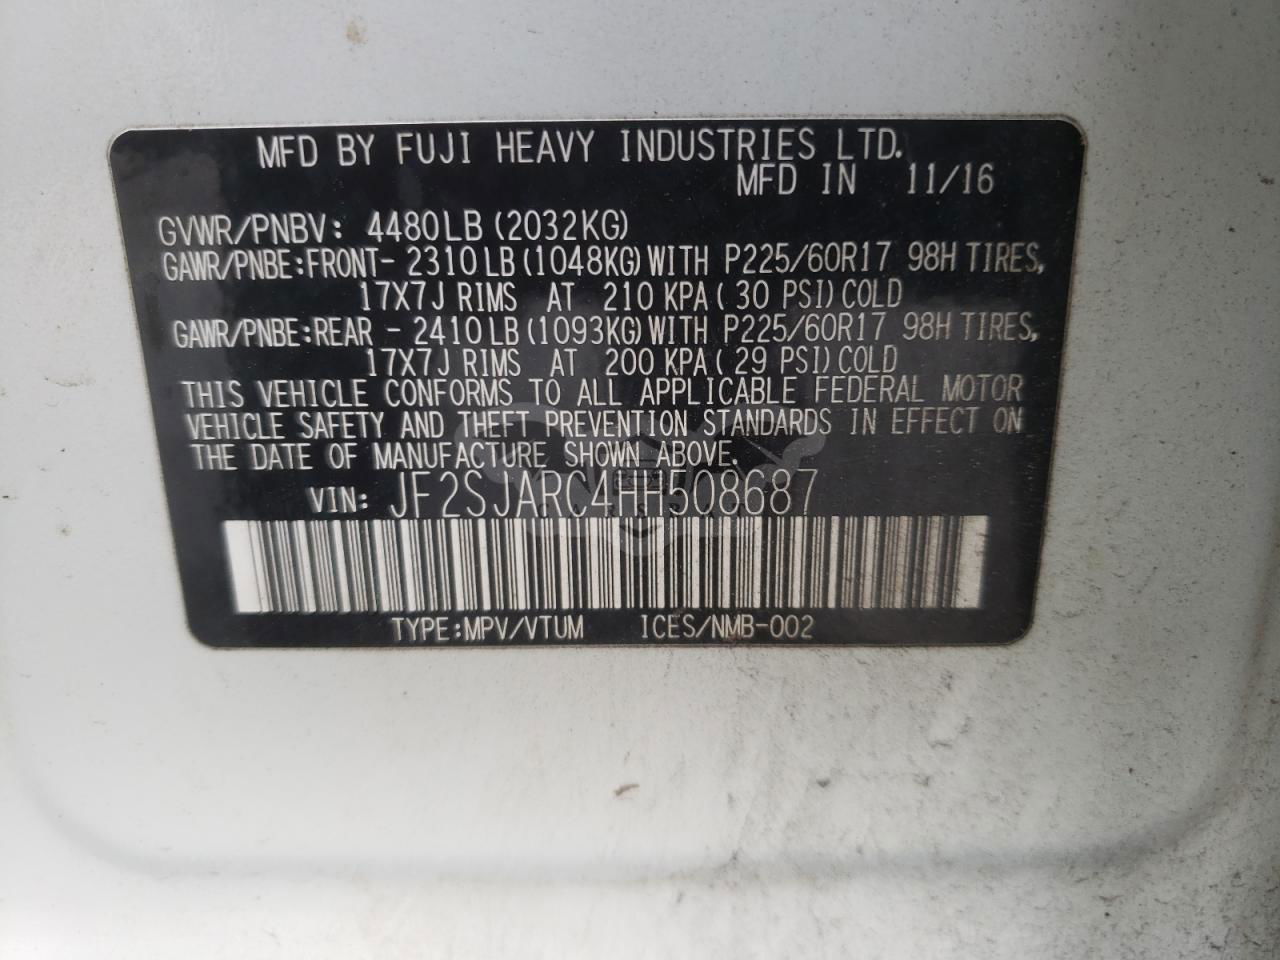 MFD BY FUJI HEAVY INDUSTRIES LTD.
MFD IN 11/16
GVWR/PNBV: 4480LB (2032KG)
GAWR/PNBE:FRONT- 2310LB(1048KG)WITH P225/60R17 98H TIRES,
17X7J RIMS AT 210 KPA( 30 PSI)COLD
GAWR/PNBE:REAR - 2410LB(1093KG)WITH P225/60R17 98H TIRES,
17X7J RIMS AT 200 KPA( 29 PSI)COLD
THIS VEHICLE CONFORMS TO ALL APPLICABLE FEDERAL MOTOR
VEHICLE SAFETY AND THEFT PREVENTION STANDARDS IN EFFECT ON
THE DATE OF MANUFACTURE SHOWN ABOVE.
VIN: JF2SJARC4HH508687
TYPE:MPV/VTUM ICES/NMB-002